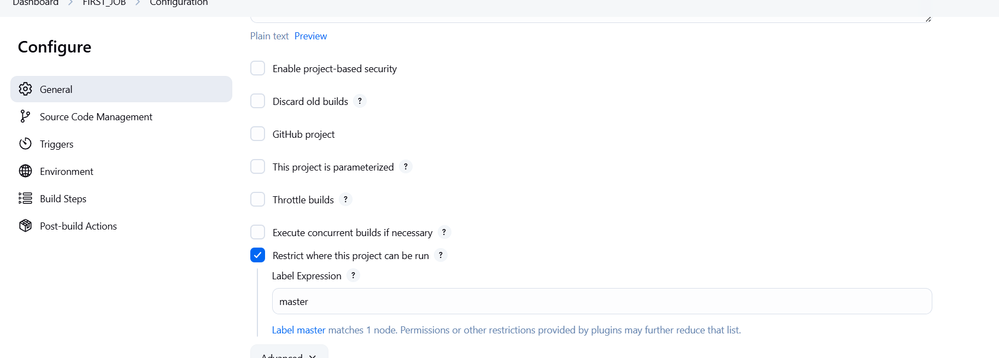 Dashboard > FIRST_JOB > Configuration
Configure
General
Source Code Management
Triggers
Environment
Build Steps
Post-build Actions
Plain text Preview
Enable project-based security
Discard old builds ?
GitHub project
This project is parameterized ?
Throttle builds ?
Execute concurrent builds if necessary ?
Restrict where this project can be run ?
Label Expression ?
master
Label master matches 1 node. Permissions or other restrictions provided by plugins may further reduce that list.
Advanced